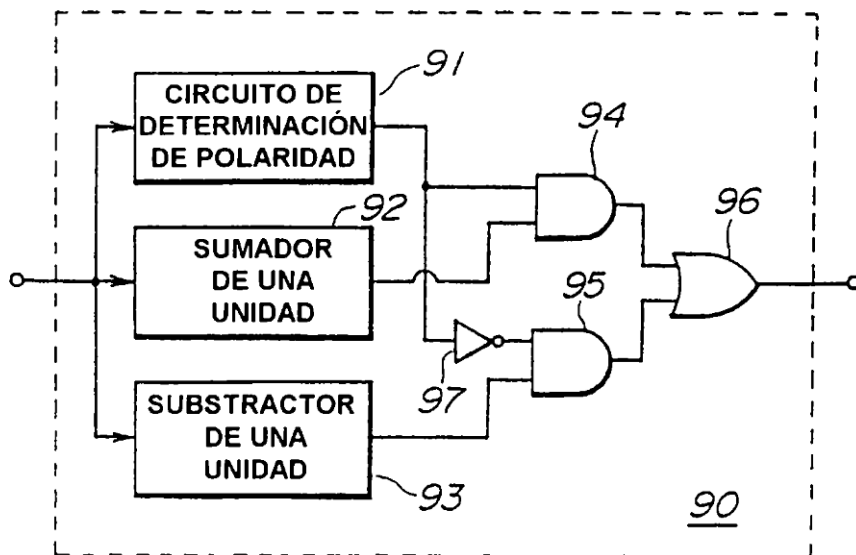 91
CIRCUITO DE
DETERMINACIÓN
DE POLARIDAD
94
92
96
SUMADOR
DE UNA
UNIDAD
95
97
SUBSTRACTOR
DE UNA
UNIDAD
93
90